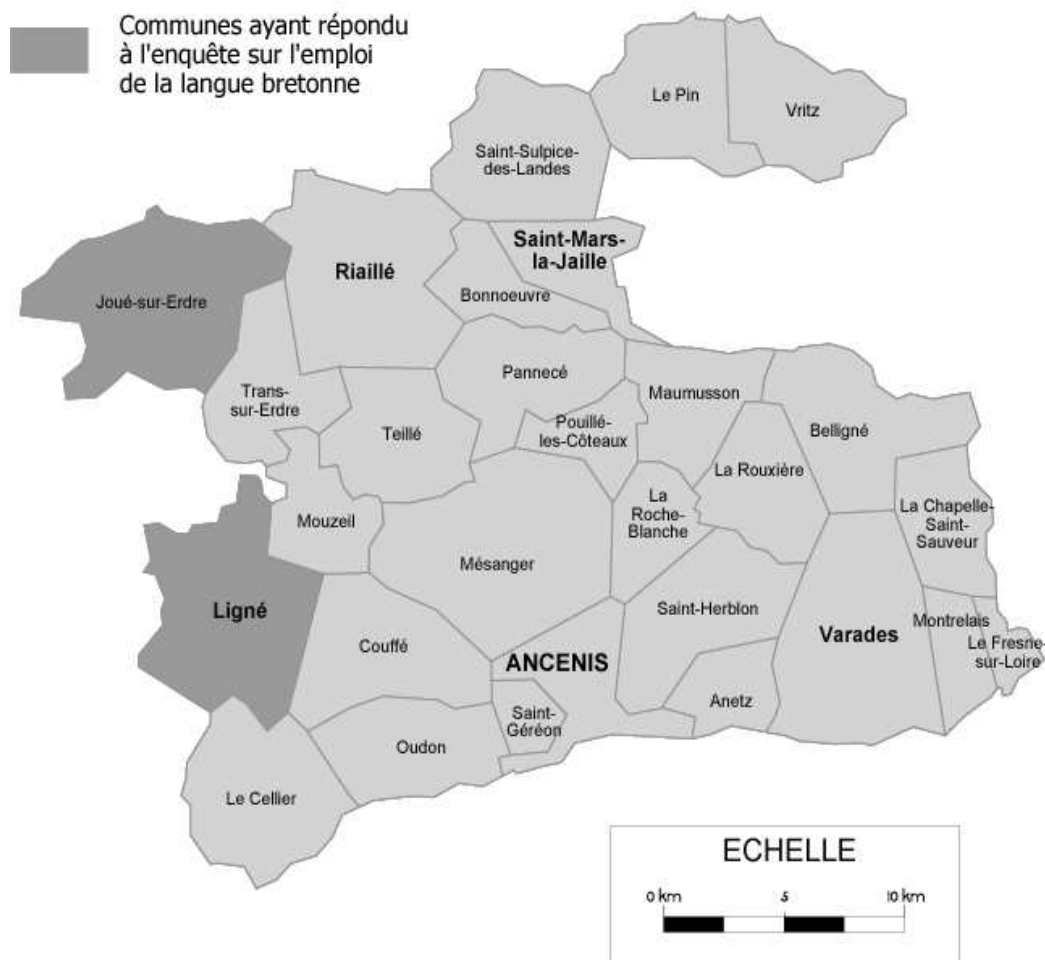 Communes ayant répondu
à l'enquête sur l'emploi
de la langue bretonne
Le Pin
Vritz
Saint-Sulpice-
des-Landes
Saint-Mars-
la-Jaille
Riaillé
Bonnoeuvre
Joué-sur-Erdre
Pannecé
Trans-
sur-Erdre
Maumusson
Teillé
Pouillé-
les-Côteaux
Belligné
La Rouxière
La
Roche-
Blanche
La Chapelle-
Saint-
Sauveur
Mouzeil
Mésanger
Ligné
Saint-Herblon
Varades
Montrelais
Le Fresne-
sur-Loire
Couffé
ANCENIS
Anetz
Saint-
Géréon
Oudon
Le Cellier
ECHELLE
0 km 5 10 km